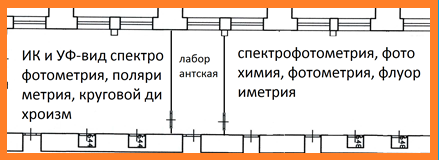 ИК и УФ-вид спектро
фотометрия, поляри
метрия, круговой ди
хроизм
лабор
антская
спектрофотометрия, фото
химия, фотометрия, флуор
иметрия